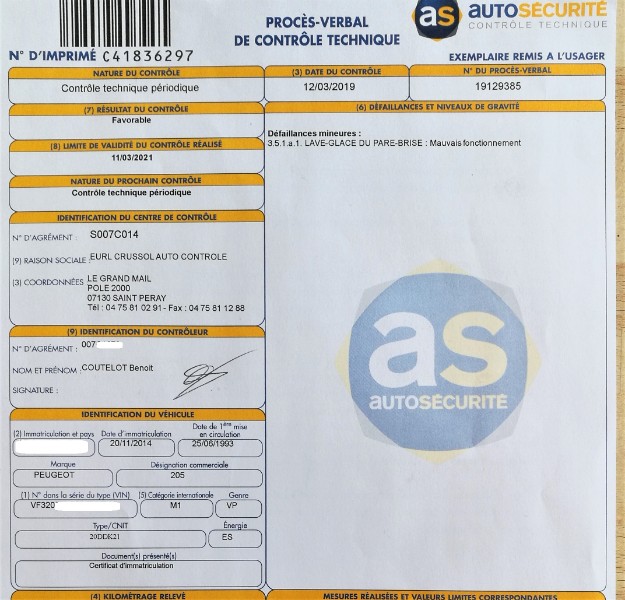 PROCÈS-VERBAL
DE CONTRÔLE TECHNIQUE
as AUTOSÉCURITÉ
CONTRÔLE TECHNIQUE
N° D'IMPRIMÉ C41836297
EXEMPLAIRE REMIS A L'USAGER
NATURE DU CONTRÔLE
Contrôle technique périodique
(3) DATE DU CONTRÔLE
12/03/2019
N° DU PROCÈS-VERBAL
19129385
(7) RÉSULTAT DU CONTRÔLE
Favorable
(8) LIMITE DE VALIDITÉ DU CONTRÔLE RÉALISÉ
11/03/2021
NATURE DU PROCHAIN CONTRÔLE
Contrôle technique périodique
IDENTIFICATION DU CENTRE DE CONTRÔLE
N° D'AGRÉMENT : S007C014
(9) RAISON SOCIALE : EURL CRUSSOL AUTO CONTROLE
(3) COORDONNÉES LE GRAND MAIL
POLE 2000
07130 SAINT PERAY
Tél : 04 75 81 02 91 - Fax : 04 75 81 12 88
(9) IDENTIFICATION DU CONTRÔLEUR
N° D'AGRÉMENT : 007
NOM ET PRÉNOM : COUTELOT Benoit
SIGNATURE :
IDENTIFICATION DU VÉHICULE
(2) Immatriculation et pays
Date d'immatriculation
20/11/2014
Date de 1ère mise
en circulation
25/06/1993
Marque
PEUGEOT
Désignation commerciale
205
(1) N° dans la série du type (VIN)
VF320
(5) Catégorie internationale
M1
Genre
VP
Type/CNIT
20DDK21
Énergie
ES
Document(s) présenté(s)
Certificat d'immatriculation
(4) KILOMÉTRAGE RELEVÉ
(6) DÉFAILLANCES ET NIVEAUX DE GRAVITÉ
Défaillances mineures :
3.5.1.a.1. LAVE-GLACE DU PARE-BRISE : Mauvais fonctionnement
as
AUTOSÉCURITÉ
MESURES RÉALISÉES ET VALEURS LIMITES CORRESPONDANTES